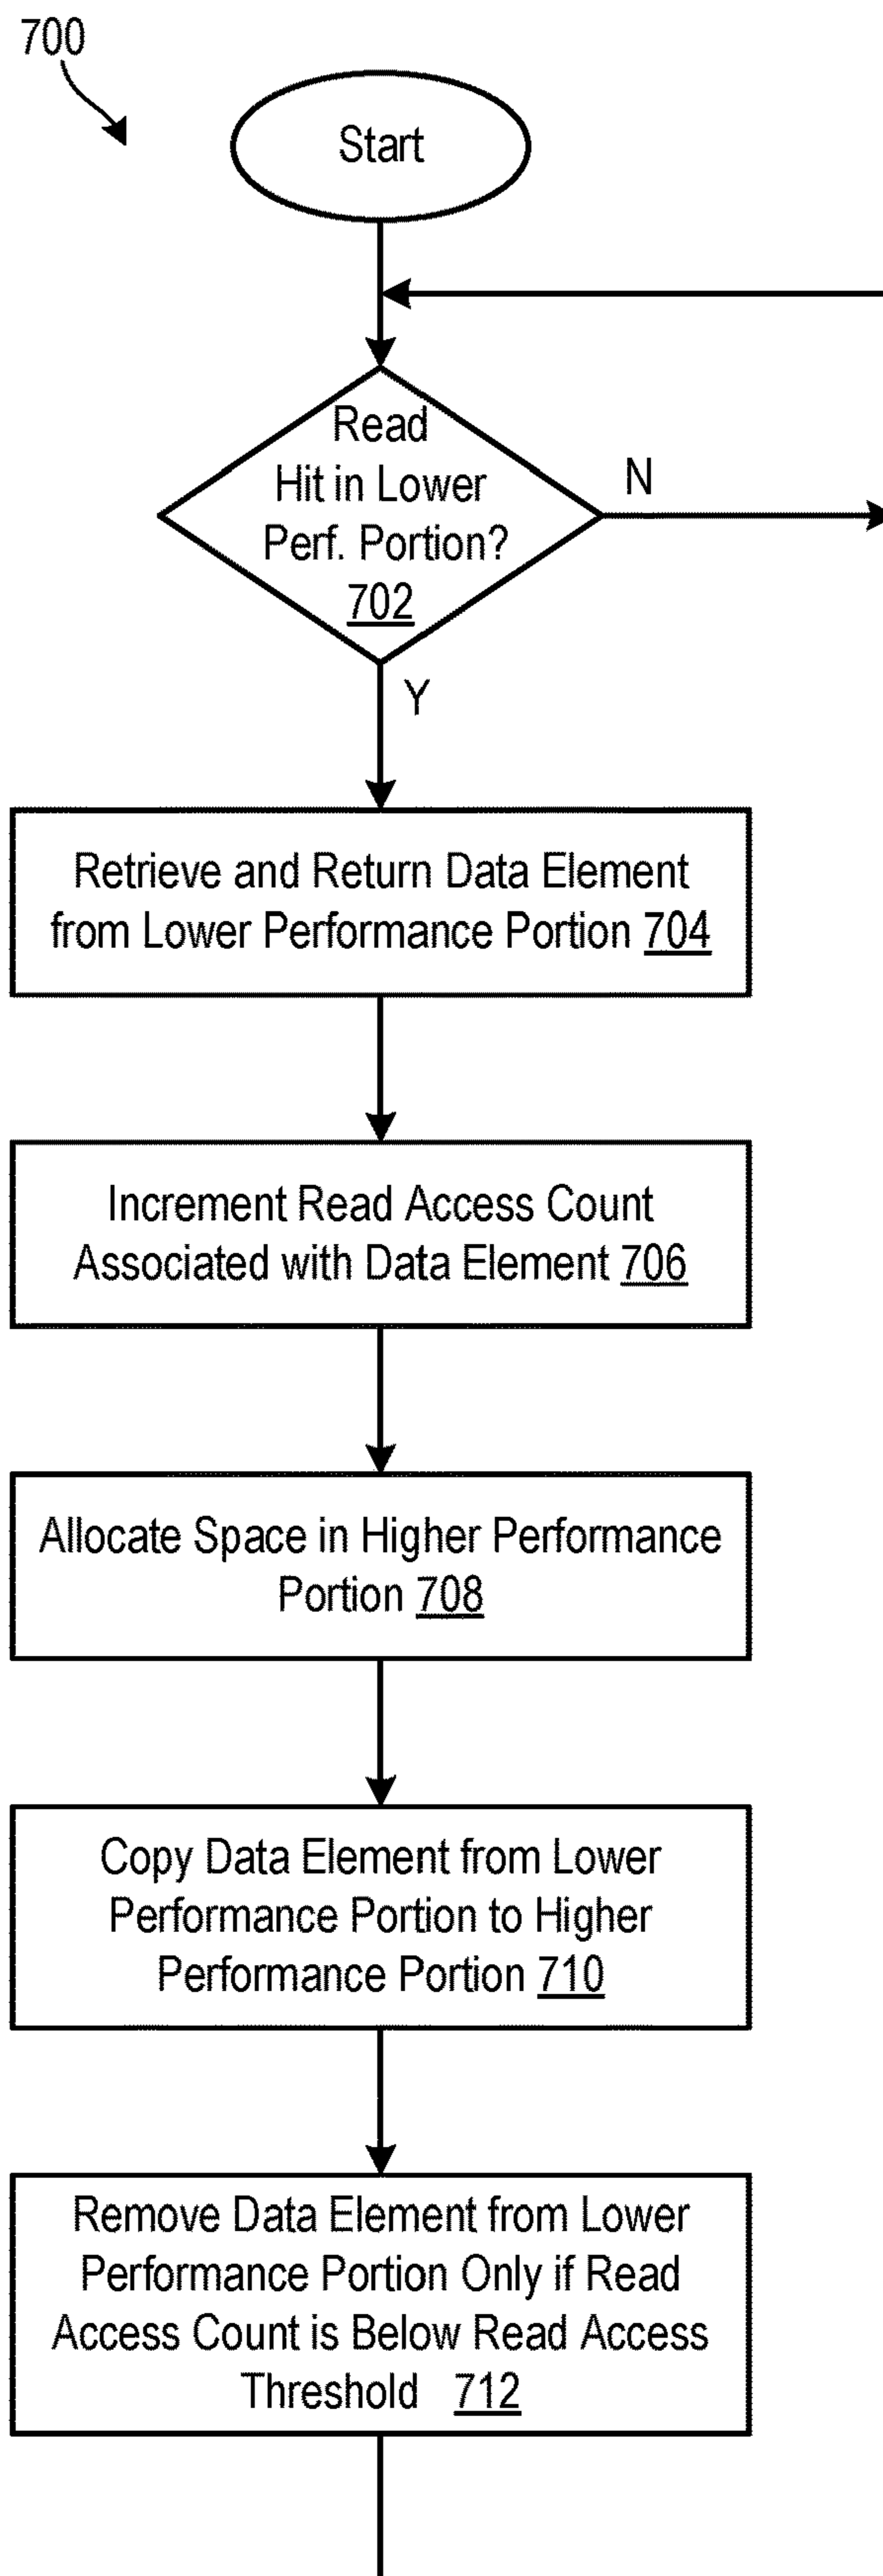 700
Start
Read
Hit in Lower
Perf. Portion?
702
N
Y
Retrieve and Return Data Element
from Lower Performance Portion 704
Increment Read Access Count
Associated with Data Element 706
Allocate Space in Higher Performance
Portion 708
Copy Data Element from Lower
Performance Portion to Higher
Performance Portion 710
Remove Data Element from Lower
Performance Portion Only if Read
Access Count is Below Read Access
Threshold 712